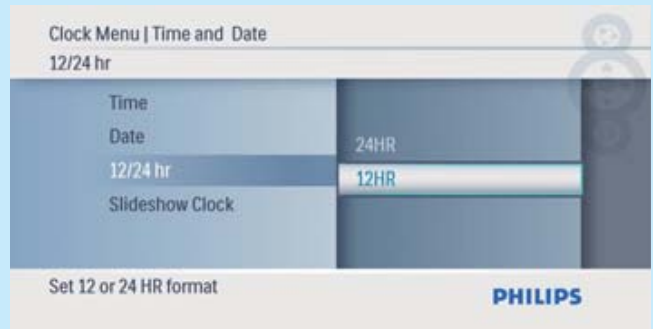 Clock Menu | Time and Date
12/24 hr
Time
Date
12/24 hr
Slideshow Clock
24HR
12HR
Set 12 or 24 HR format
PHILIPS